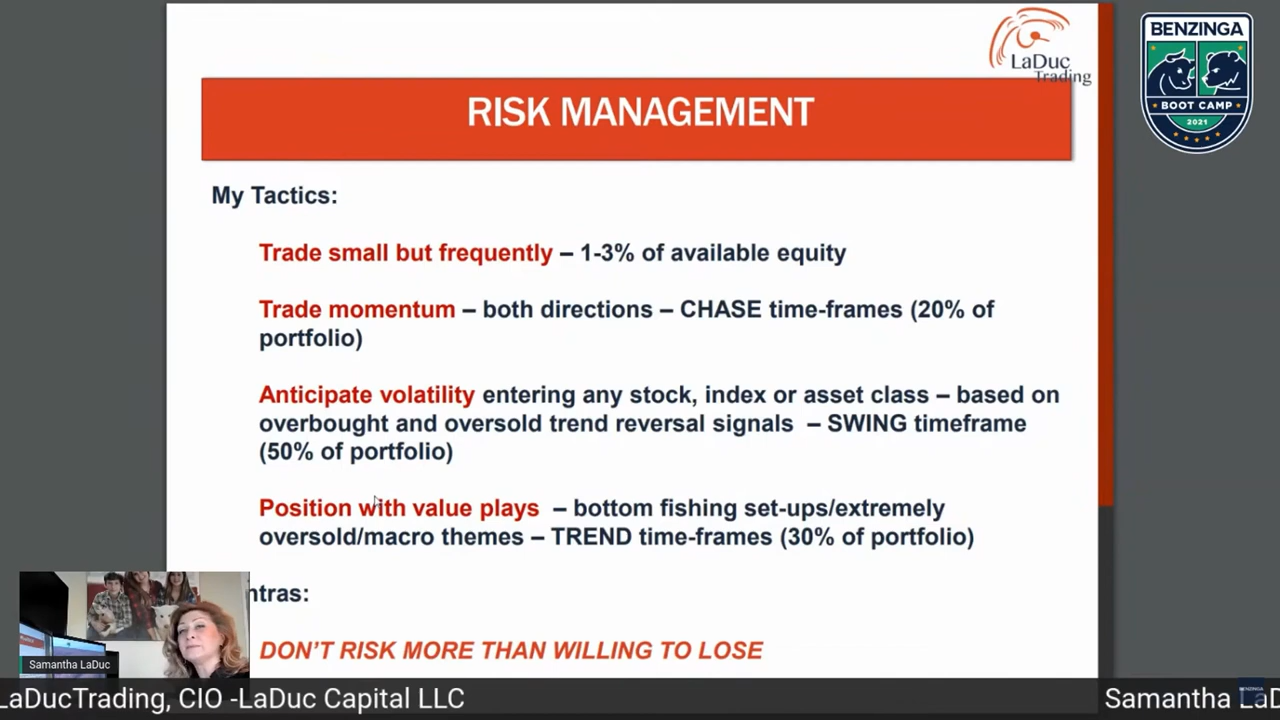 LaDuc
Trading
BENZINGA
BOOT CAMP
2021
RISK MANAGEMENT
My Tactics:
Trade small but frequently – 1-3% of available equity
Trade momentum – both directions – CHASE time-frames (20% of
portfolio)
Anticipate volatility entering any stock, index or asset class – based on
overbought and oversold trend reversal signals – SWING timeframe
(50% of portfolio)
Position with value plays – bottom fishing set-ups/extremely
oversold/macro themes – TREND time-frames (30% of portfolio)
ntras:
DON'T RISK MORE THAN WILLING TO LOSE
Samantha LaDuc
LaDucTrading, CIO -LaDuc Capital LLC
Samantha LaD